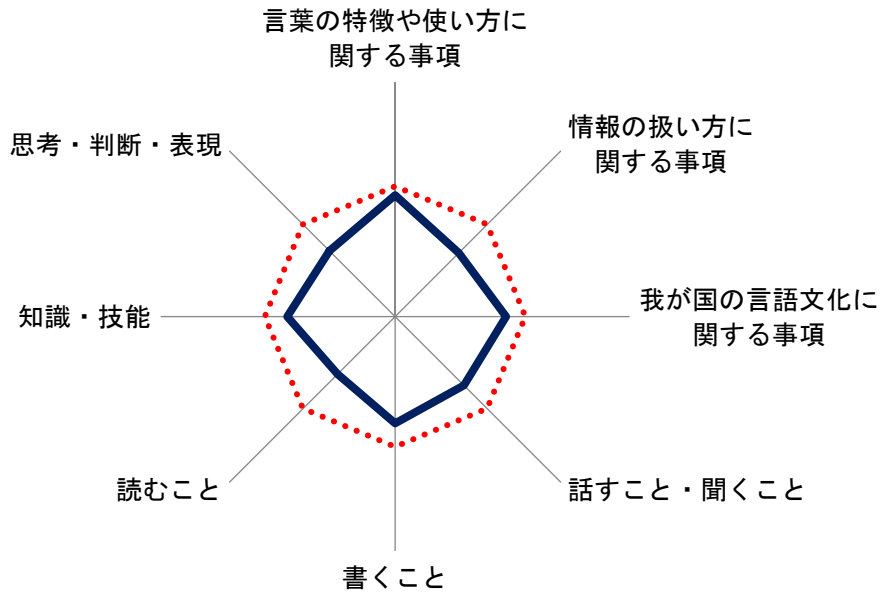 言葉の特徴や使い方に
関する事項
情報の扱い方に
関する事項
我が国の言語文化に
関する事項
話すこと・聞くこと
書くこと
読むこと
知識・技能
思考・判断・表現